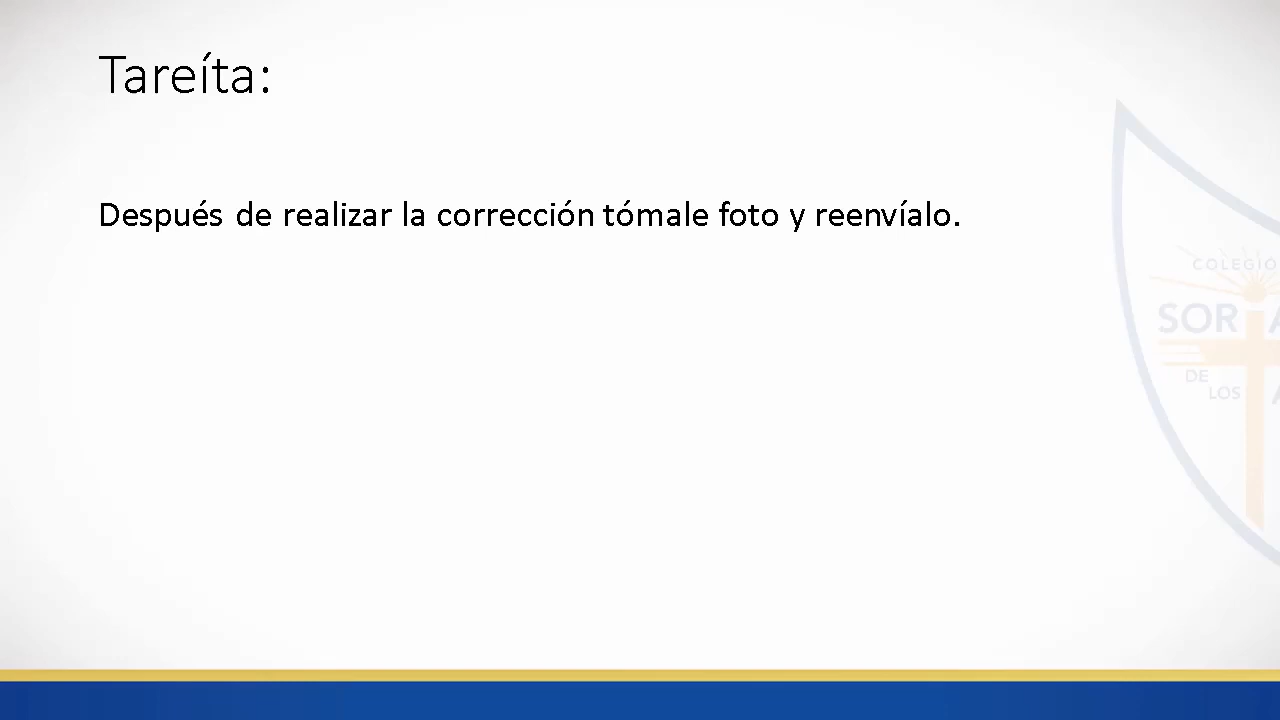 Tareíta:
Después de realizar la corrección tómale foto y reenvíalo.
COLEGIO
SOR
DE
LOS